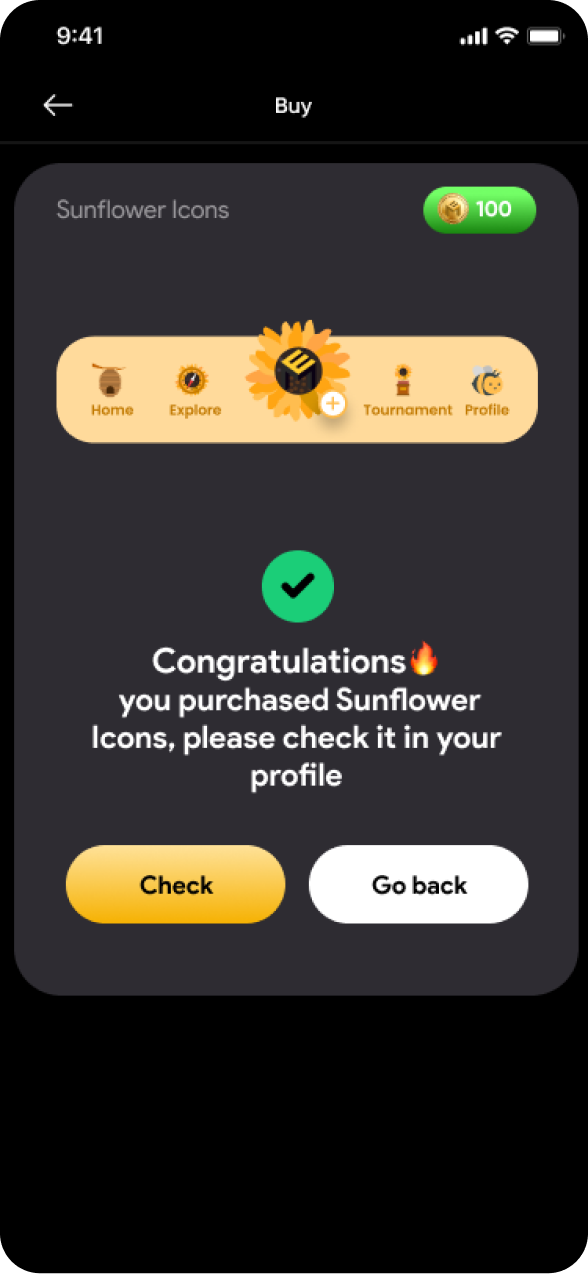 9:41
Buy
Sunflower Icons
100
Home Explore Tournament Profile
Congratulations🔥
you purchased Sunflower
Icons, please check it in your
profile
Check Go back